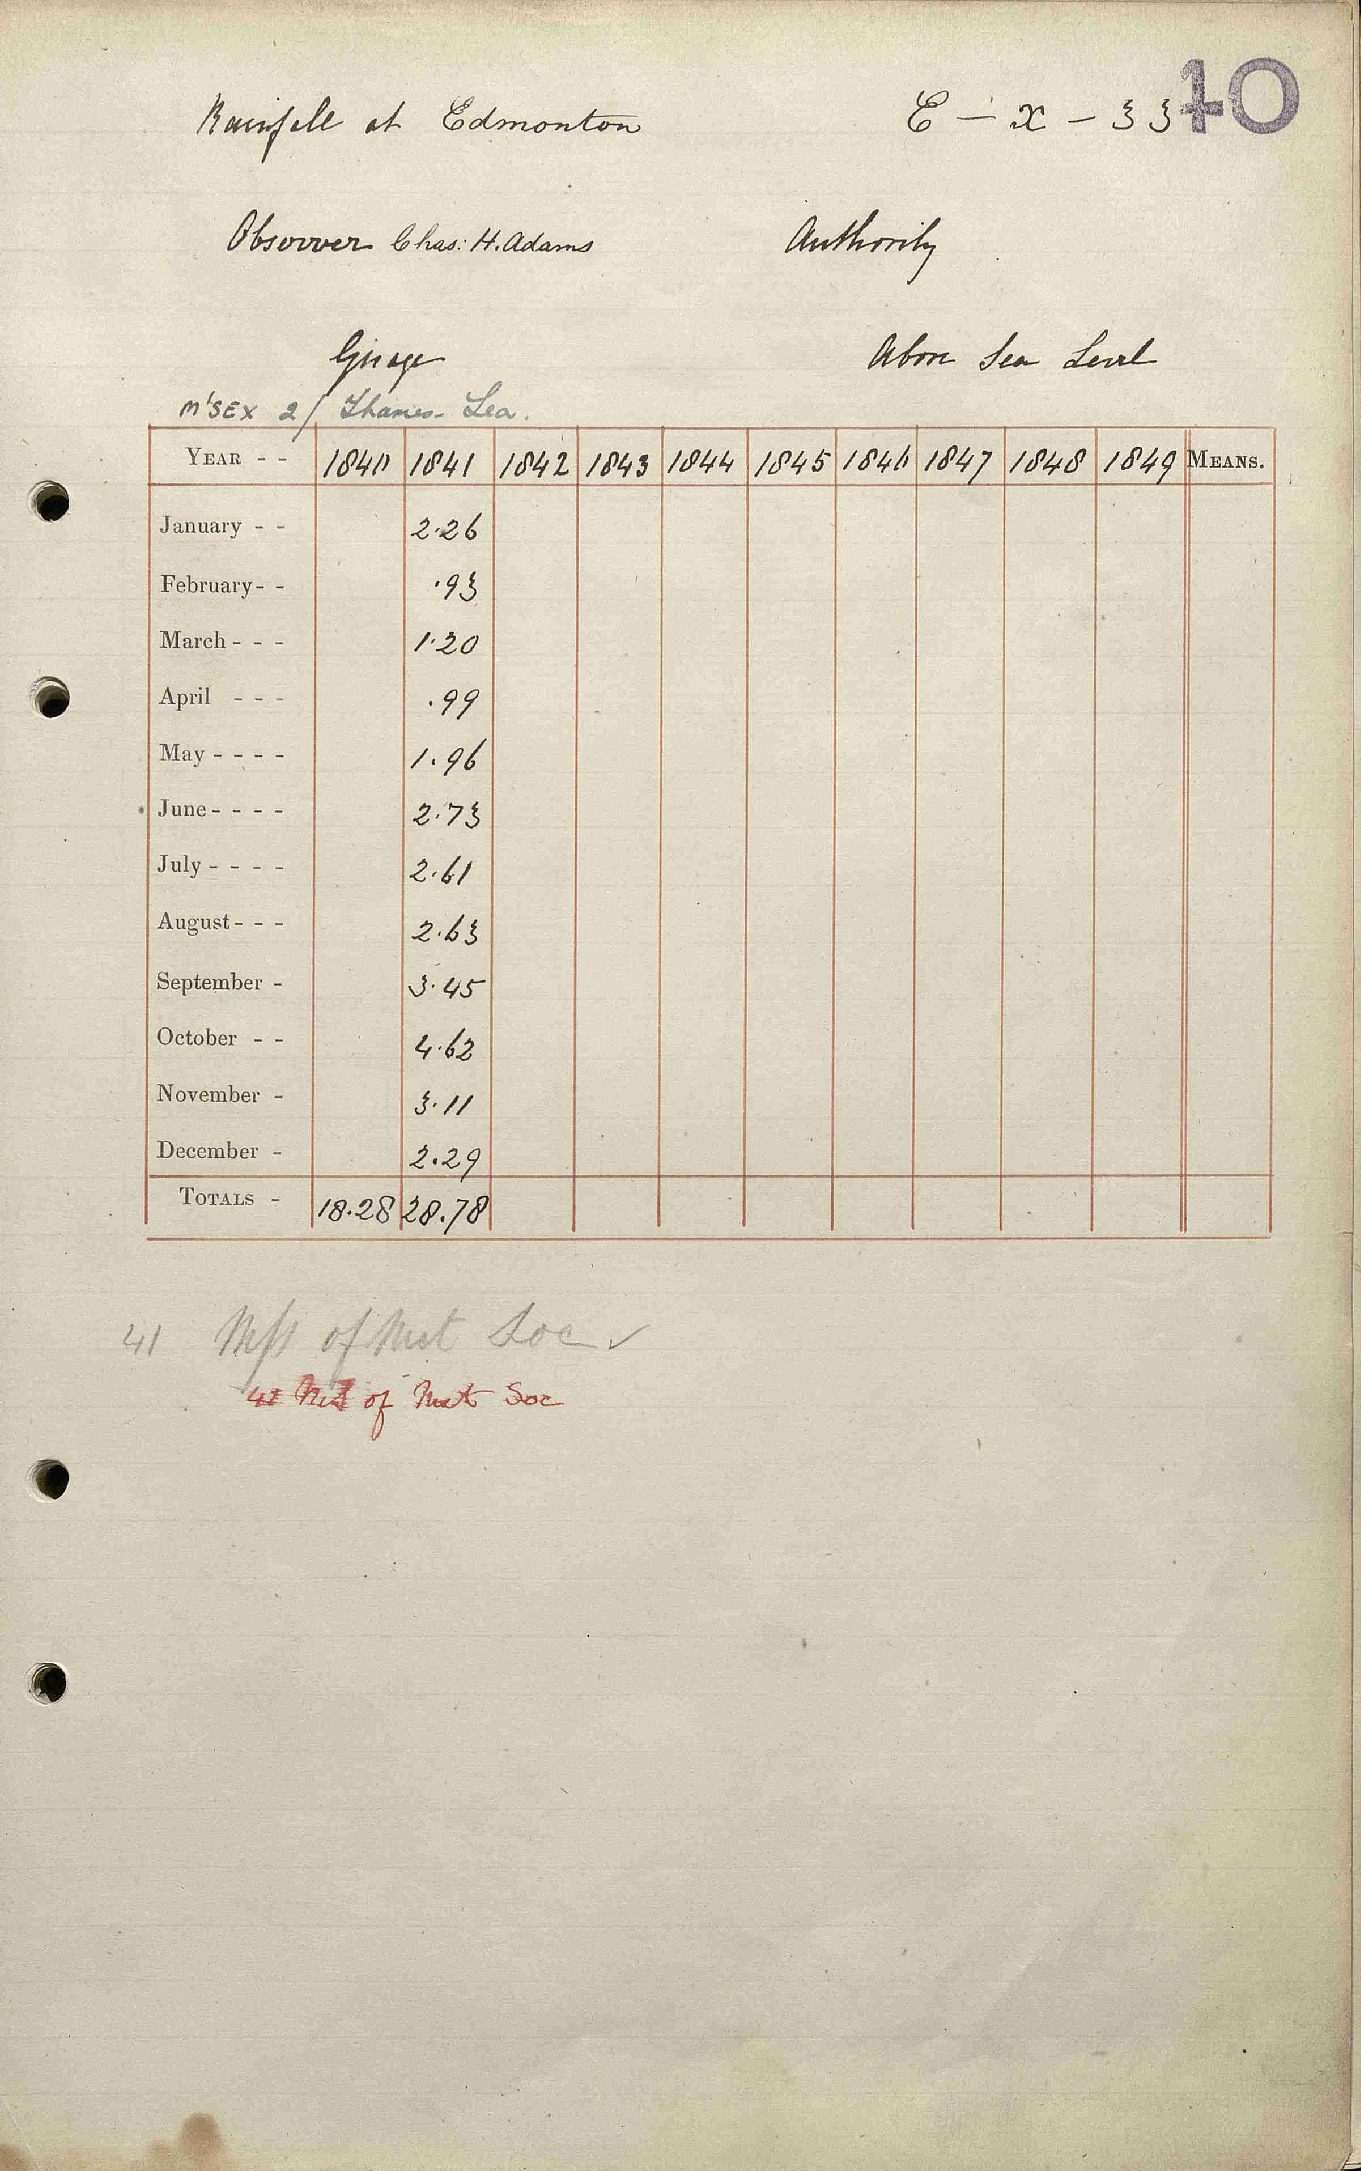 10
Rainfall at Edmonton E - x - 33
Observer Chas: H. Adams Authority
Guage Above Sea Level
M'SEX 2/ Thames - Lea.
YEAR - - 1840 1841 1842 1843 1844 1845 1846 1847 1848 1849 MEANS.
January - - 2.26
February - - .93
March - - - 1.20
April - - - .99
May - - - - 1.96
June - - - - 2.73
July - - - - 2.61
August - - - 2.63
September - 3.45
October - - 4.62
November - 3.11
December - 2.29
TOTALS - 18.28 28.78
41 Mss of Met Soc ✓
41 of Met Soc